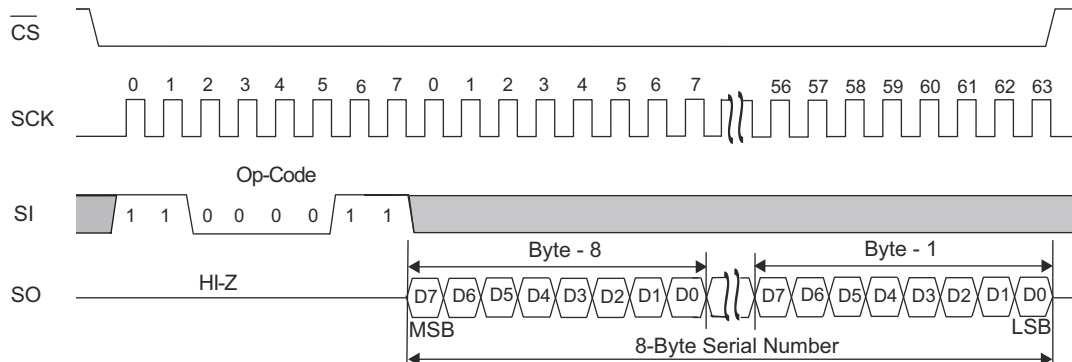 CS
0 1 2 3 4 5 6 7 0 1 2 3 4 5 6 7 56 57 58 59 60 61 62 63
SCK
Op-Code
SI
1 1 0 0 0 0 1 1
Byte - 8
Byte - 1
HI-Z
SO
D7 D6 D5 D4 D3 D2 D1 D0 D7 D6 D5 D4 D3 D2 D1 D0
MSB
LSB
8-Byte Serial Number